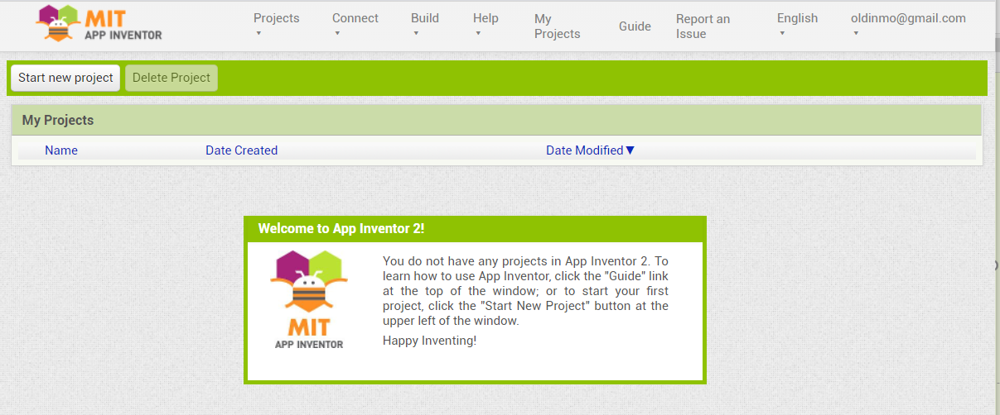 MIT
APP INVENTOR
Projects
Connect
Build
Help
My
Projects
Guide
Report an
Issue
English
oldinmo@gmail.com
Start new project
Delete Project
My Projects
Name
Date Created
Date Modified▼
Welcome to App Inventor 2!
MIT
APP INVENTOR
You do not have any projects in App Inventor 2. To
learn how to use App Inventor, click the "Guide" link
at the top of the window; or to start your first
project, click the "Start New Project" button at the
upper left of the window.
Happy Inventing!